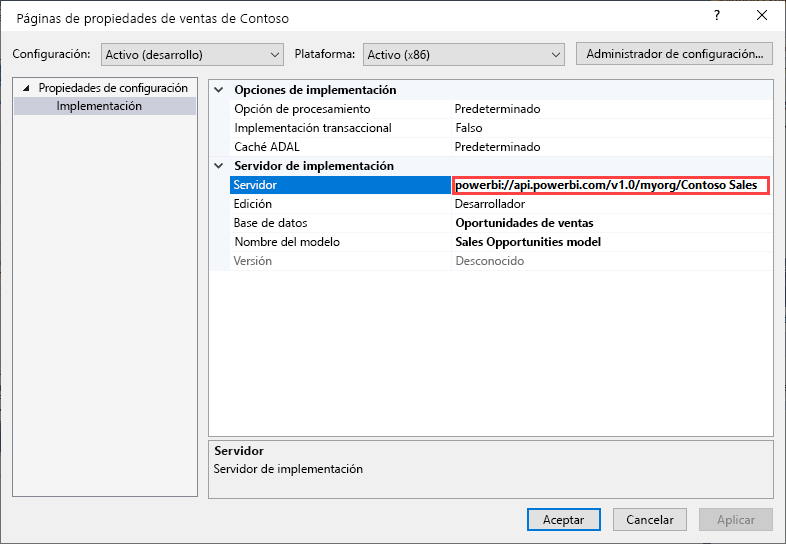 Páginas de propiedades de ventas de Contoso
?
Configuración: Activo (desarrollo) Plataforma: Activo (x86) Administrador de configuración...
Propiedades de configuración
Implementación
Opciones de implementación
Opción de procesamiento Predeterminado
Implementación transaccional Falso
Caché ADAL Predeterminado
Servidor de implementación
Servidor powerbi://api.powerbi.com/v1.0/myorg/Contoso Sales
Edición Desarrollador
Base de datos Oportunidades de ventas
Nombre del modelo Sales Opportunities model
Versión Desconocido
Servidor
Servidor de implementación
Aceptar Cancelar Aplicar